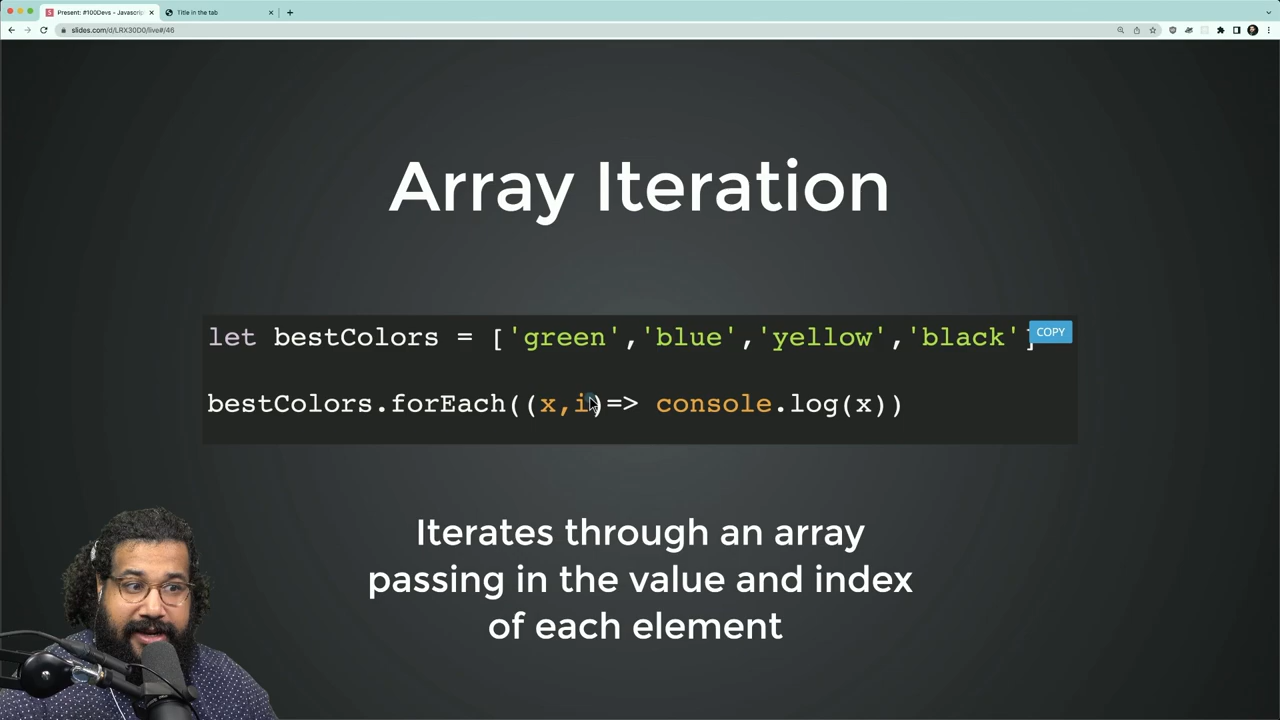 Present: #100Devs - Javascrip
Title in the tab
slides.com/d/LRX30D0/live#/46
Array Iteration
let bestColors = ['green','blue','yellow','black']
COPY
bestColors.forEach((x,i)=> console.log(x))
Iterates through an array
passing in the value and index
of each element